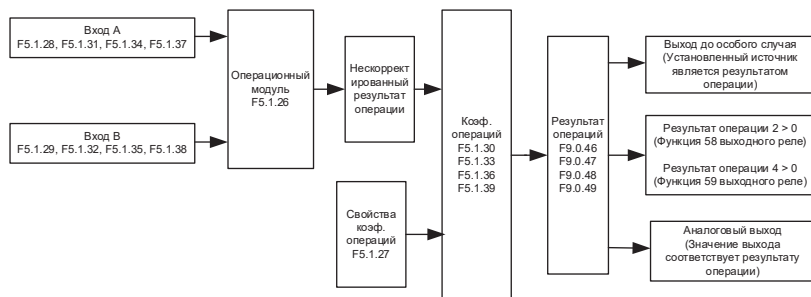 Вход A
F5.1.28, F5.1.31, F5.1.34, F5.1.37
Вход B
F5.1.29, F5.1.32, F5.1.35, F5.1.38
Операционный
модуль
F5.1.26
Нескоррект
ированный
результат
операции
Свойства
коэф.
операций
F5.1.27
Коэф.
операций
F5.1.30
F5.1.33
F5.1.36
F5.1.39
Результат
операций
F9.0.46
F9.0.47
F9.0.48
F9.0.49
Выход до особого случая
(Установленный источник
является результатом
операции)
Результат операции 2 > 0
(Функция 58 выходного реле)
Результат операции 4 > 0
(Функция 59 выходного реле)
Аналоговый выход
(Значение выхода
соответствует результату
операции)